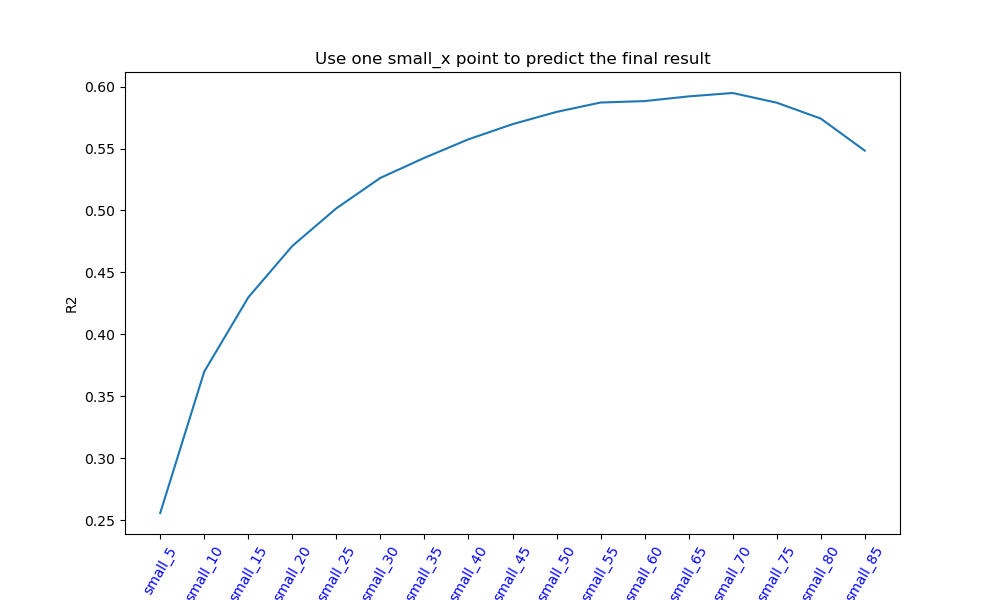 Use one small_x point to predict the final result
0.60
0.55
0.50
0.45
0.40
0.35
0.30
0.25
R2
small_5
small_10
small_15
small_20
small_25
small_30
small_35
small_40
small_45
small_50
small_55
small_60
small_65
small_70
small_75
small_80
small_85